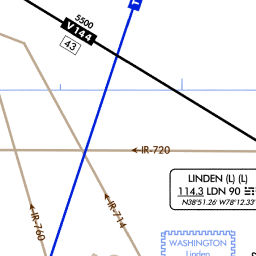 5500
V144
43
IR-720
LINDEN (L) (L)
114.3 LDN 90
N38°51.26' W78°12.33'
IR-714
IR-760
WASHINGTON
Linden